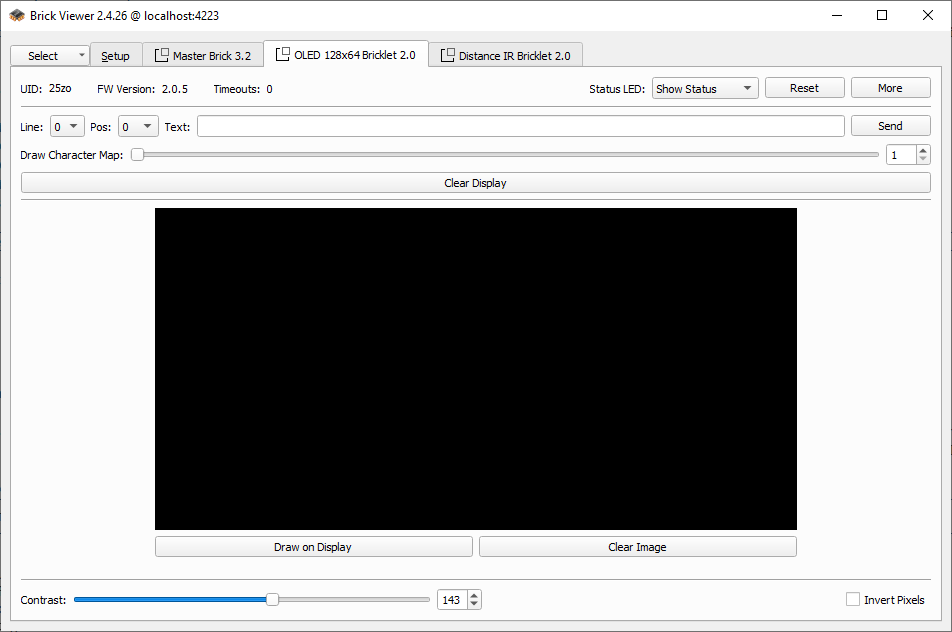 Brick Viewer 2.4.26 @ localhost:4223
Select Setup Master Brick 3.2 OLED 128x64 Bricklet 2.0 Distance IR Bricklet 2.0
UID: 25zo FW Version: 2.0.5 Timeouts: 0 Status LED: Show Status Reset More
Line: 0 Pos: 0 Text: Send
Draw Character Map: 1
Clear Display
Draw on Display Clear Image
Contrast: 143 Invert Pixels